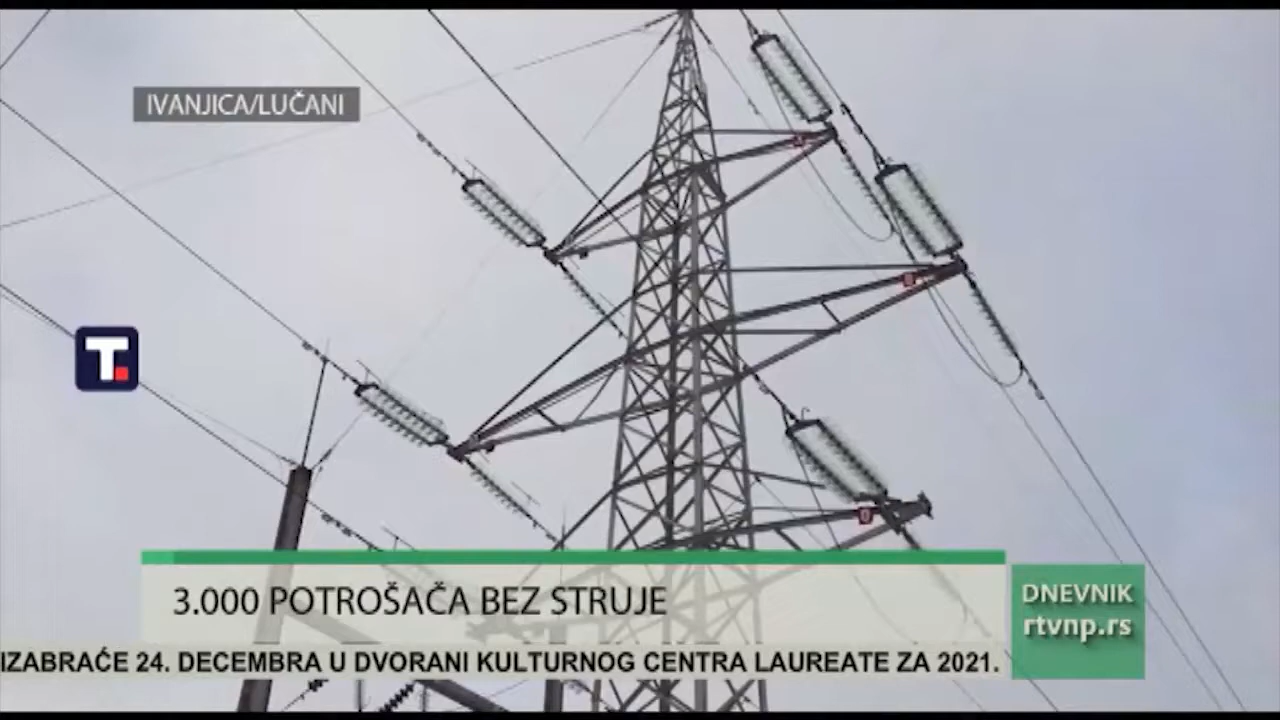 IVANJICA/LUČANI
T.
3.000 POTROŠAČA BEZ STRUJE
DNEVNIK
rtvnp.rs
IZABRAĆE 24. DECEMBRA U DVORANI KULTURNOG CENTRA LAUREATE ZA 2021.